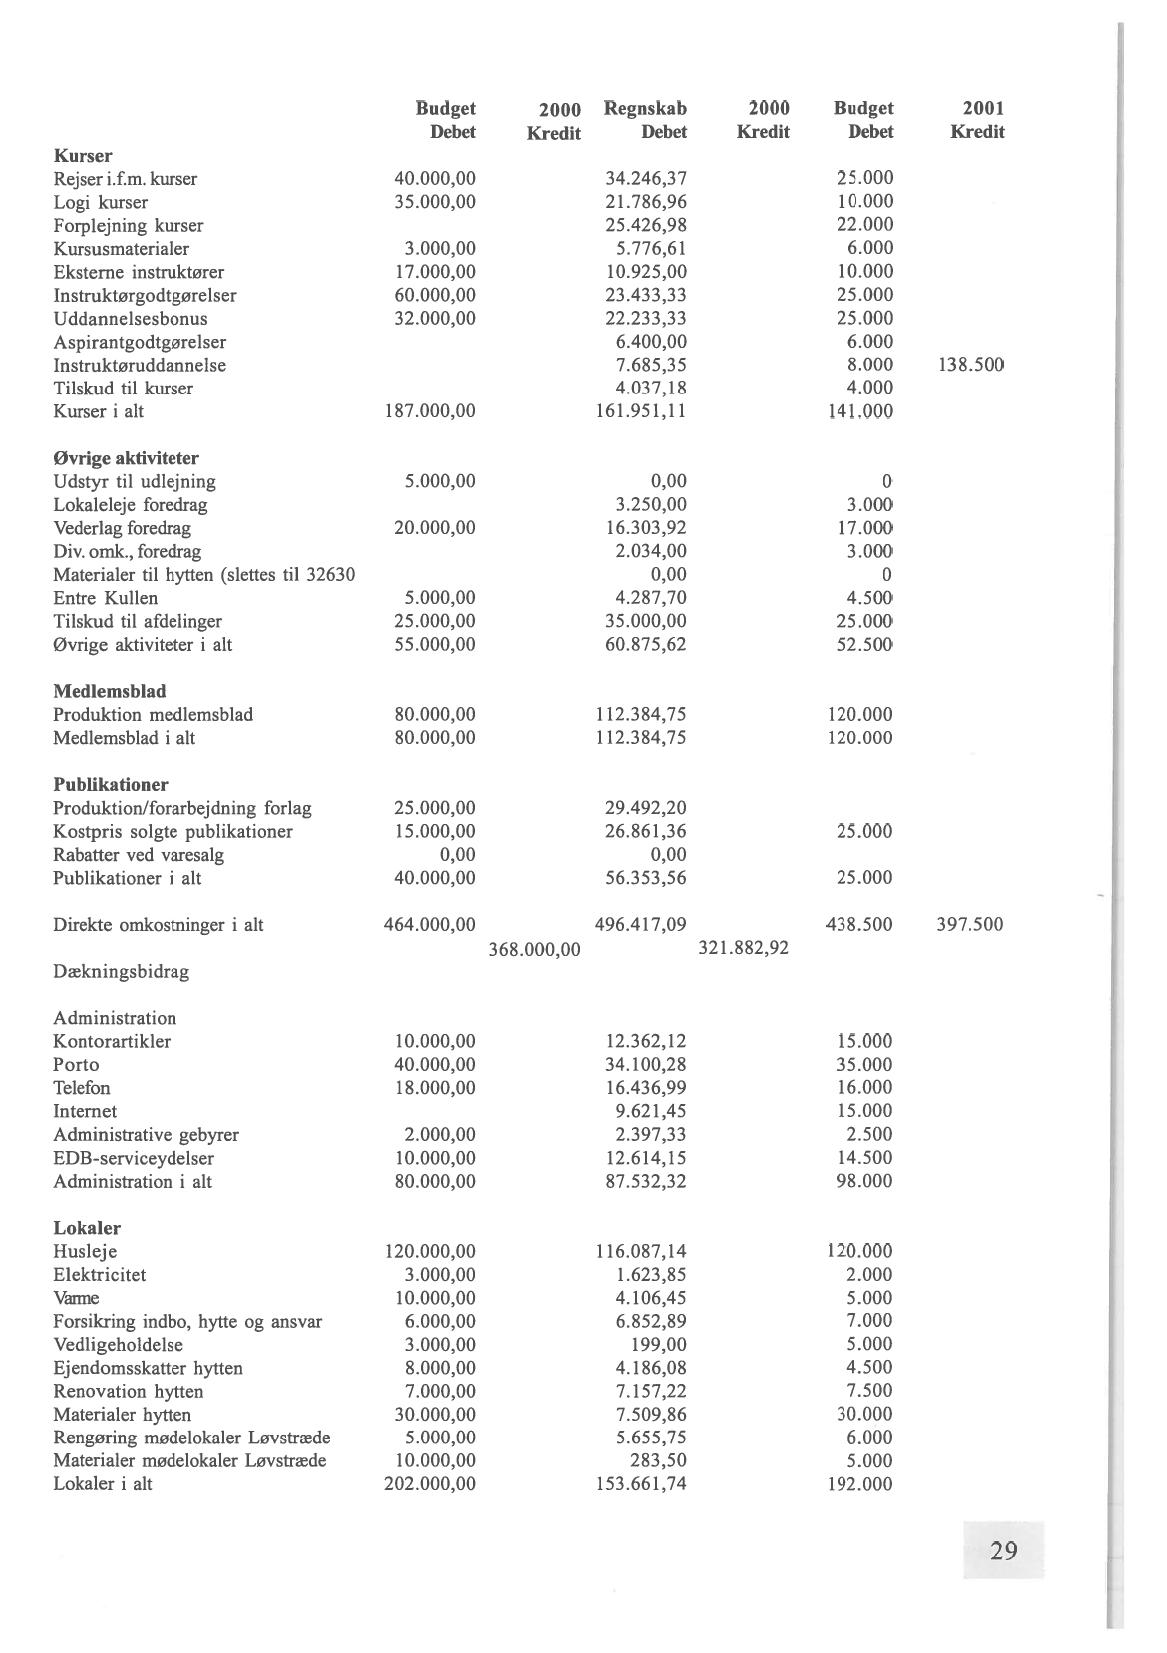 Budget 2000 Regnskab 2000 Budget 2001
Debet Kredit Debet Kredit Debet Kredit
Kurser
Rejser i.f.m. kurser 40.000,00 34.246,37 25.000
Logi kurser 35.000,00 21.786,96 10.000
Forplejning kurser 25.426,98 22.000
Kursusmaterialer 3.000,00 5.776,61 6.000
Eksterne instruktører 17.000,00 10.925,00 10.000
Instruktørgodtgørelser 60.000,00 23.433,33 25.000
Uddannelsesbonus 32.000,00 22.233,33 25.000
Aspirantgodtgørelser 6.400,00 6.000
Instruktøruddannelse 7.685,35 8.000 138.500
Tilskud til kurser 4.037,18 4.000
Kurser i alt 187.000,00 161.951,11 141.000
Øvrige aktiviteter
Udstyr til udlejning 5.000,00 0,00 0
Lokaleleje foredrag 3.250,00 3.000
Vederlag foredrag 20.000,00 16.303,92 17.000
Div. omk., foredrag 2.034,00 3.000
Materialer til hytten (slettes til 32630 0,00 0
Entre Kullen 5.000,00 4.287,70 4.500
Tilskud til afdelinger 25.000,00 35.000,00 25.000
Øvrige aktiviteter i alt 55.000,00 60.875,62 52.500
Medlemsblad
Produktion medlemsblad 80.000,00 112.384,75 120.000
Medlemsblad i alt 80.000,00 112.384,75 120.000
Publikationer
Produktion/forarbejdning forlag 25.000,00 29.492,20
Kostpris solgte publikationer 15.000,00 26.861,36 25.000
Rabatter ved varesalg 0,00 0,00
Publikationer i alt 40.000,00 56.353,56 25.000
Direkte omkostninger i alt 464.000,00 496.417,09 438.500 397.500
368.000,00 321.882,92
Dækningsbidrag
Administration
Kontorartikler 10.000,00 12.362,12 15.000
Porto 40.000,00 34.100,28 35.000
Telefon 18.000,00 16.436,99 16.000
Internet 9.621,45 15.000
Administrative gebyrer 2.000,00 2.397,33 2.500
EDB-serviceydelser 10.000,00 12.614,15 14.500
Administration i alt 80.000,00 87.532,32 98.000
Lokaler
Husleje 120.000,00 116.087,14 120.000
Elektricitet 3.000,00 1.623,85 2.000
Varme 10.000,00 4.106,45 5.000
Forsikring indbo, hytte og ansvar 6.000,00 6.852,89 7.000
Vedligeholdelse 3.000,00 199,00 5.000
Ejendomsskatter hytten 8.000,00 4.186,08 4.500
Renovation hytten 7.000,00 7.157,22 7.500
Materialer hytten 30.000,00 7.509,86 30.000
Rengøring mødelokaler Løvstræde 5.000,00 5.655,75 6.000
Materialer mødelokaler Løvstræde 10.000,00 283,50 5.000
Lokaler i alt 202.000,00 153.661,74 192.000
29